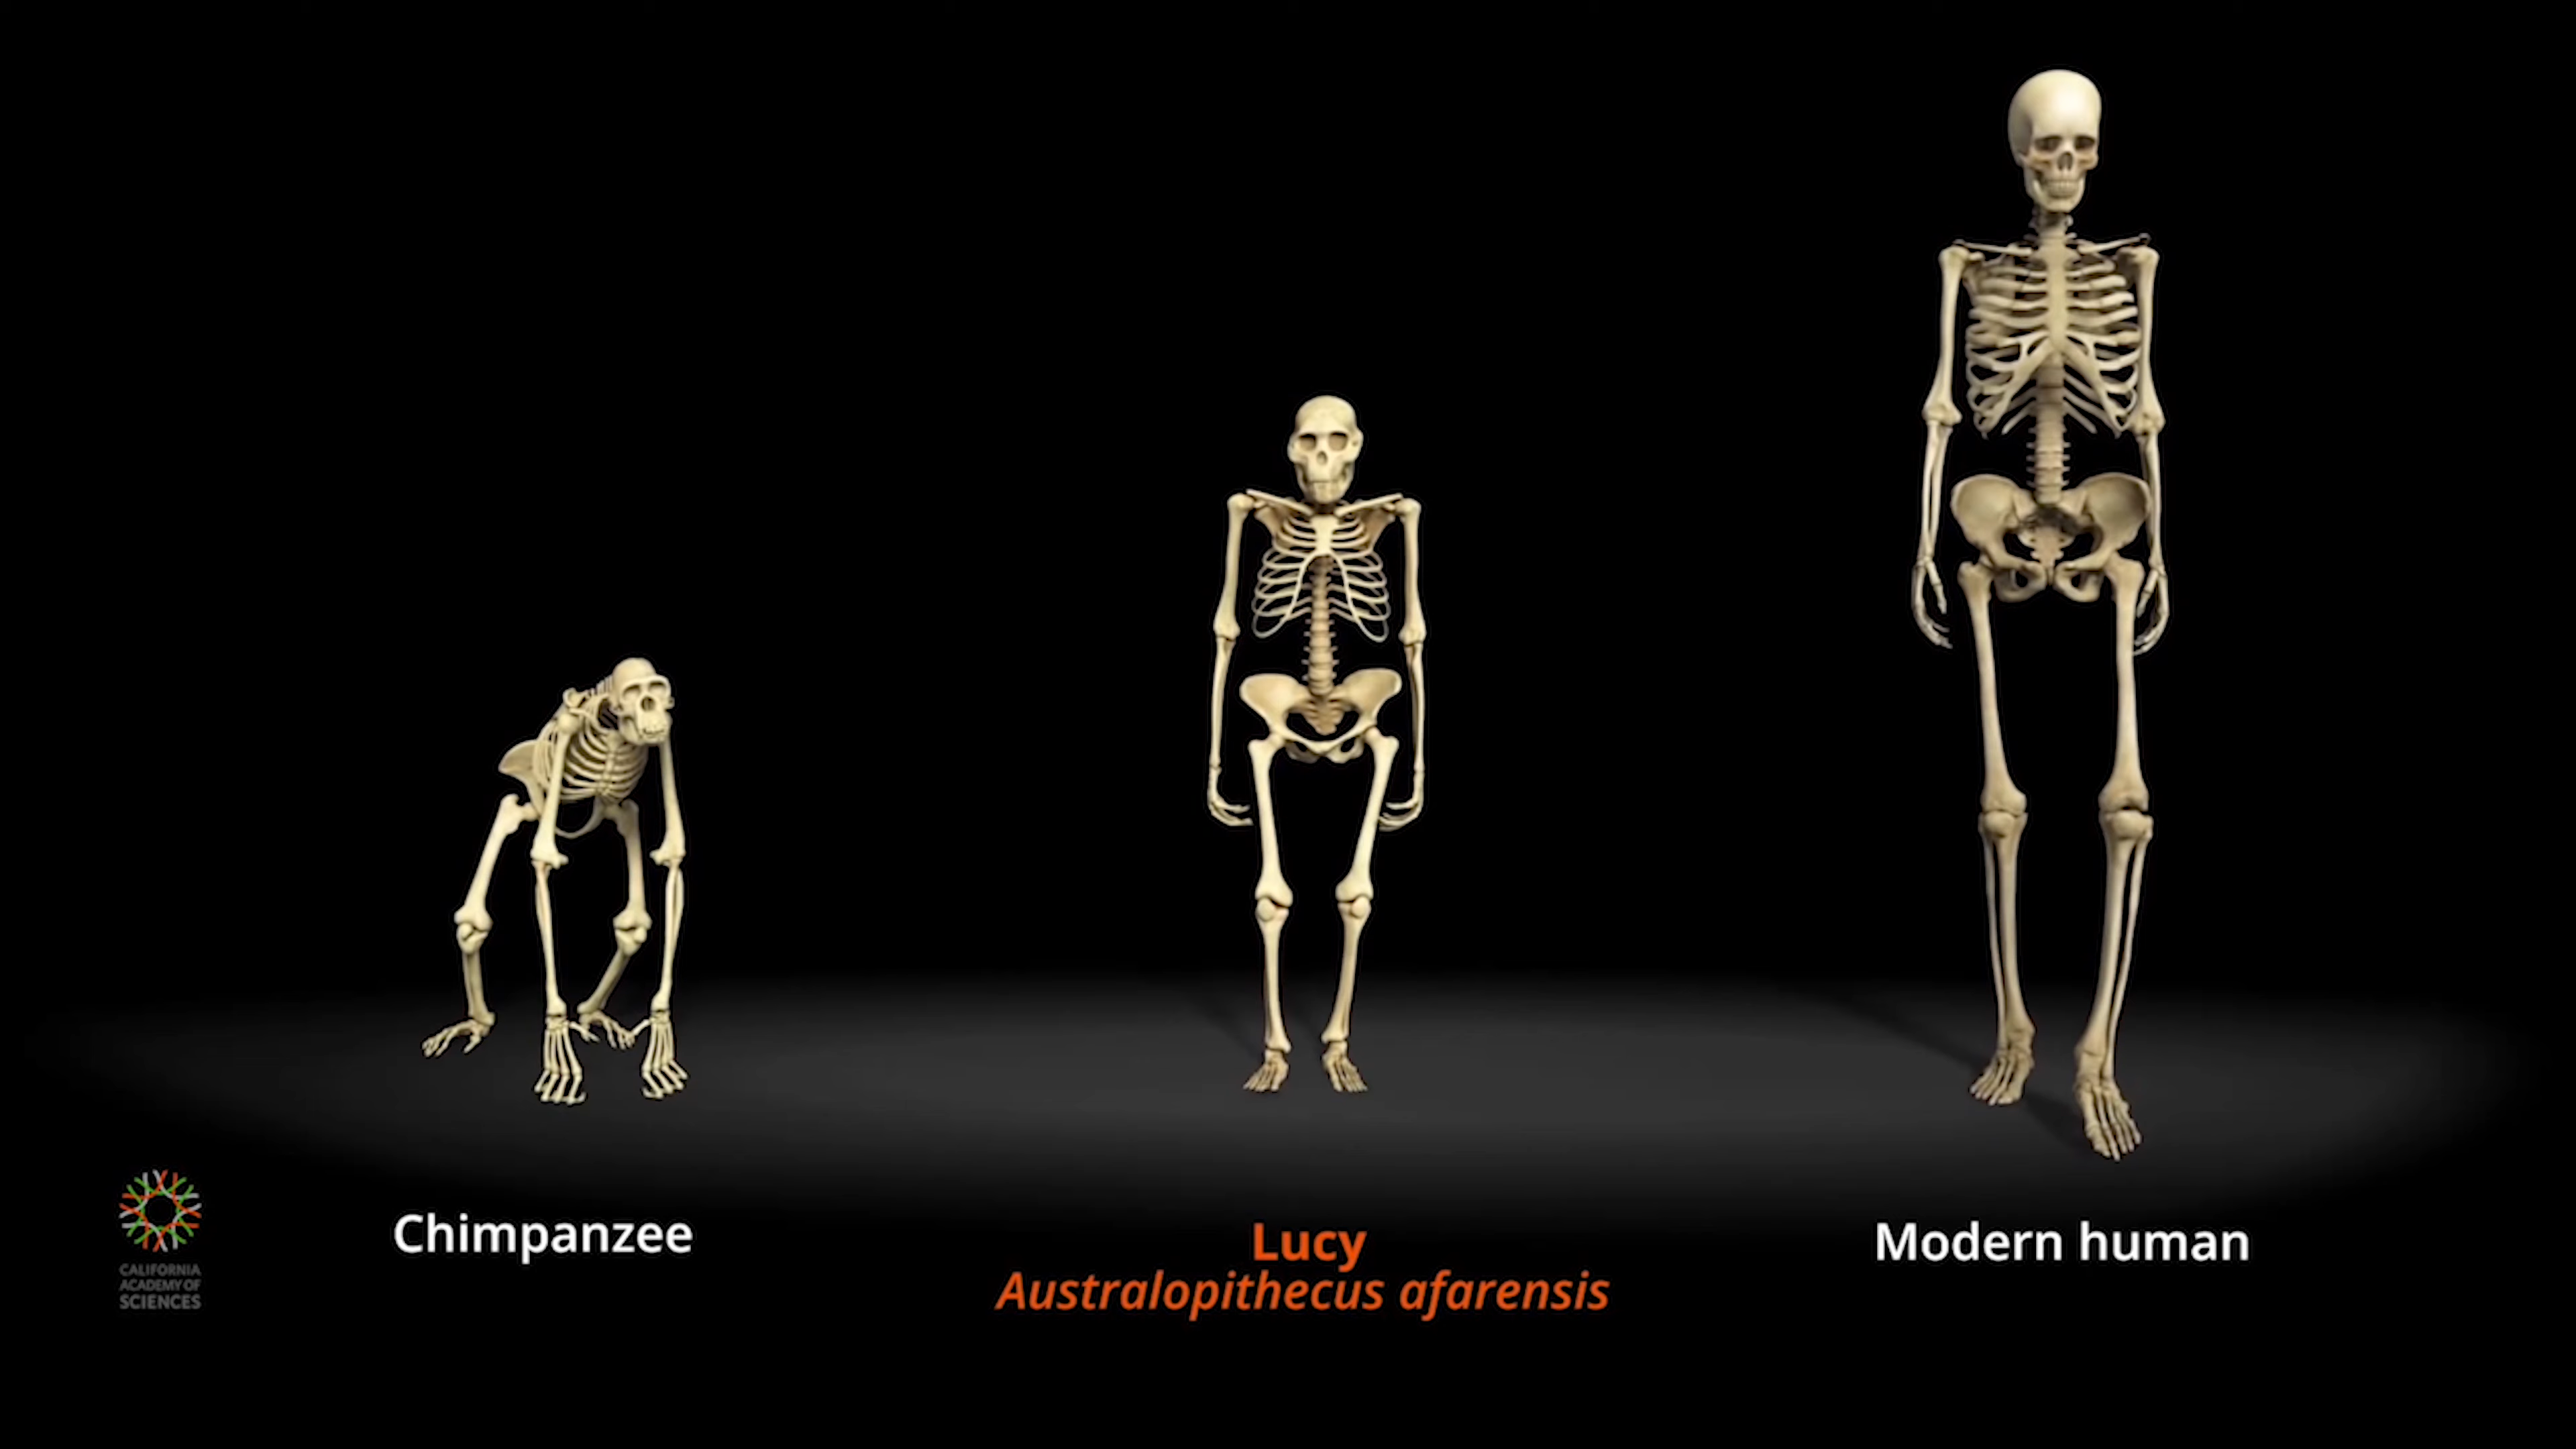 Chimpanzee
Lucy
Australopithecus afarensis
Modern human
CALIFORNIA
ACADEMY OF
SCIENCES